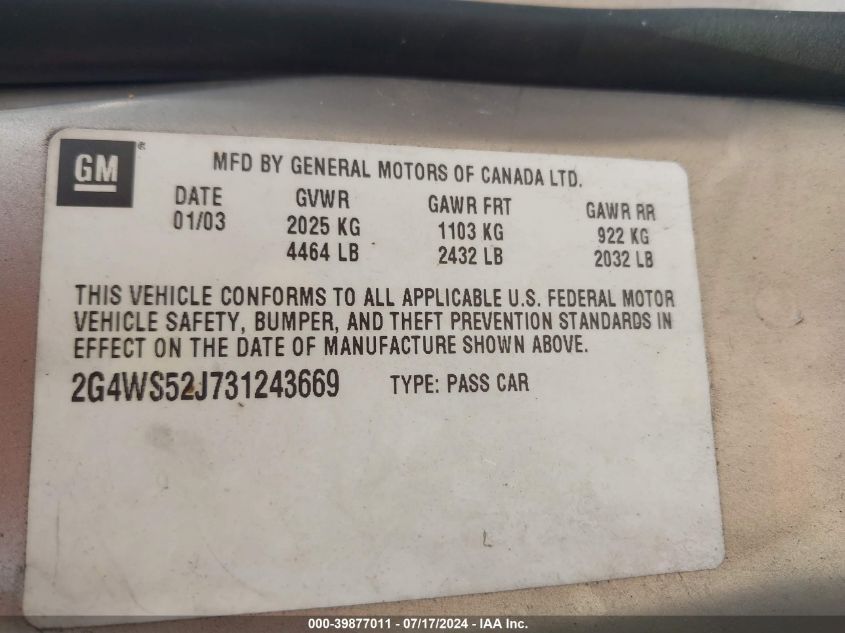 GM ®
MFD BY GENERAL MOTORS OF CANADA LTD.
DATE GVWR GAWR FRT GAWR RR
01/03 2025 KG 1103 KG 922 KG
4464 LB 2432 LB 2032 LB
THIS VEHICLE CONFORMS TO ALL APPLICABLE U.S. FEDERAL MOTOR
VEHICLE SAFETY, BUMPER, AND THEFT PREVENTION STANDARDS IN
EFFECT ON THE DATE OF MANUFACTURE SHOWN ABOVE.
2G4WS52J731243669 TYPE: PASS CAR
000-39877011 - 07/17/2024 - IAA Inc.